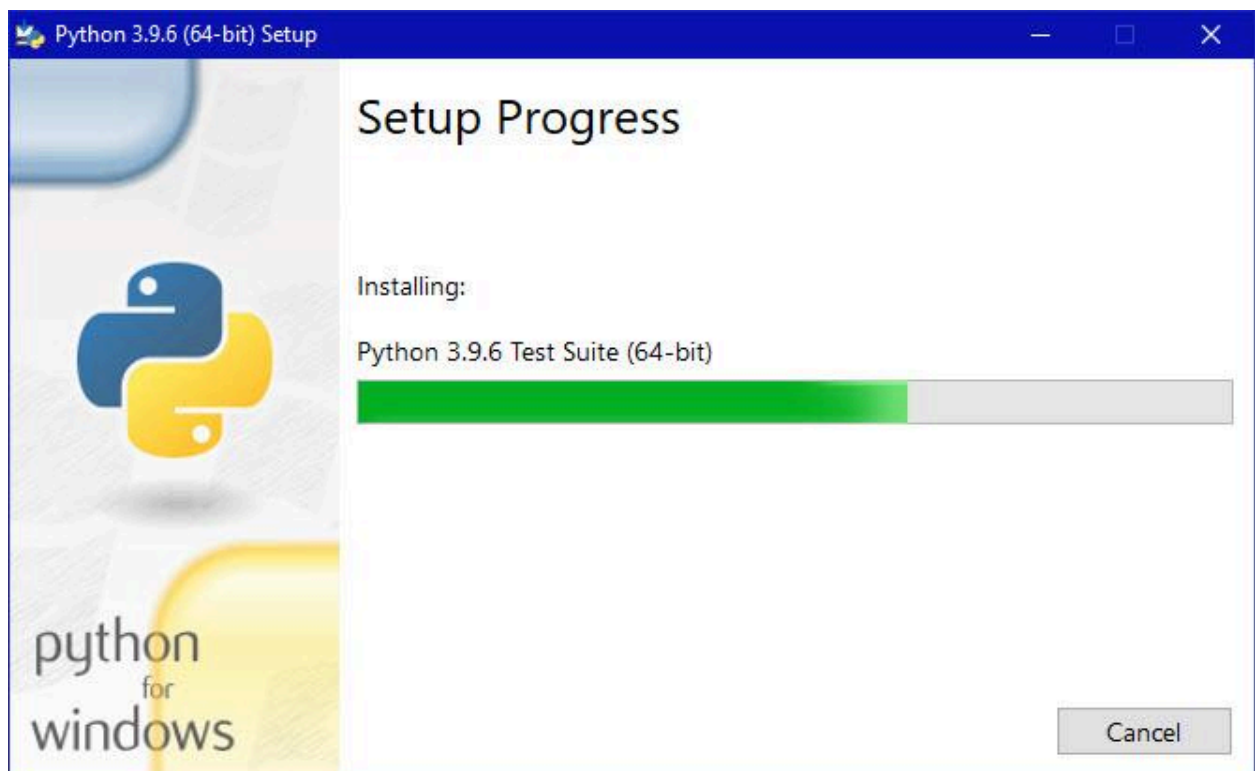 Python 3.9.6 (64-bit) Setup
Setup Progress
Installing:
Python 3.9.6 Test Suite (64-bit)
python
for
windows
Cancel